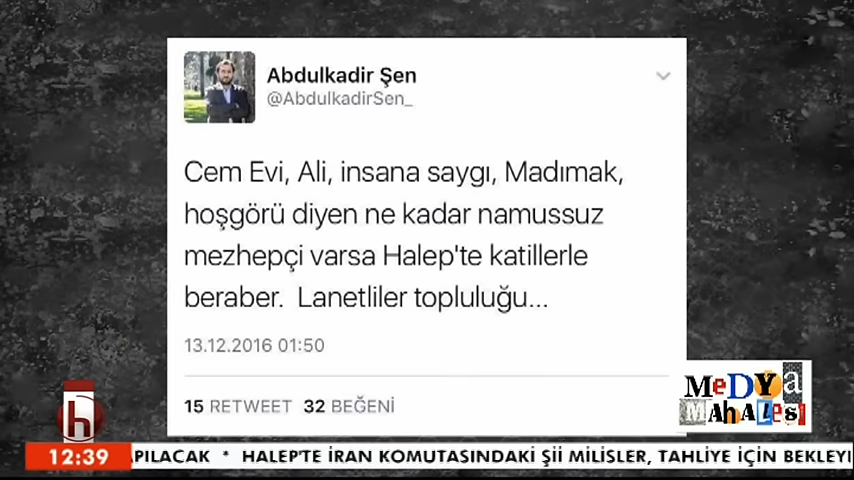 Abdulkadir Şen
@AbdulkadirSen_
Cem Evi, Ali, insana saygı, Madımak,
hoşgörü diyen ne kadar namussuz
mezhepçi varsa Halep'te katillerle
beraber. Lanetliler topluluğu...
13.12.2016 01:50
15 RETWEET 32 BEĞENİ
MeDYa
MaHaLLesi
h
12:39 APILACAK * HALEP'TE İRAN KOMUTASINDAKİ Şİİ MİLİSLER, TAHLİYE İÇİN BEKLEYİ